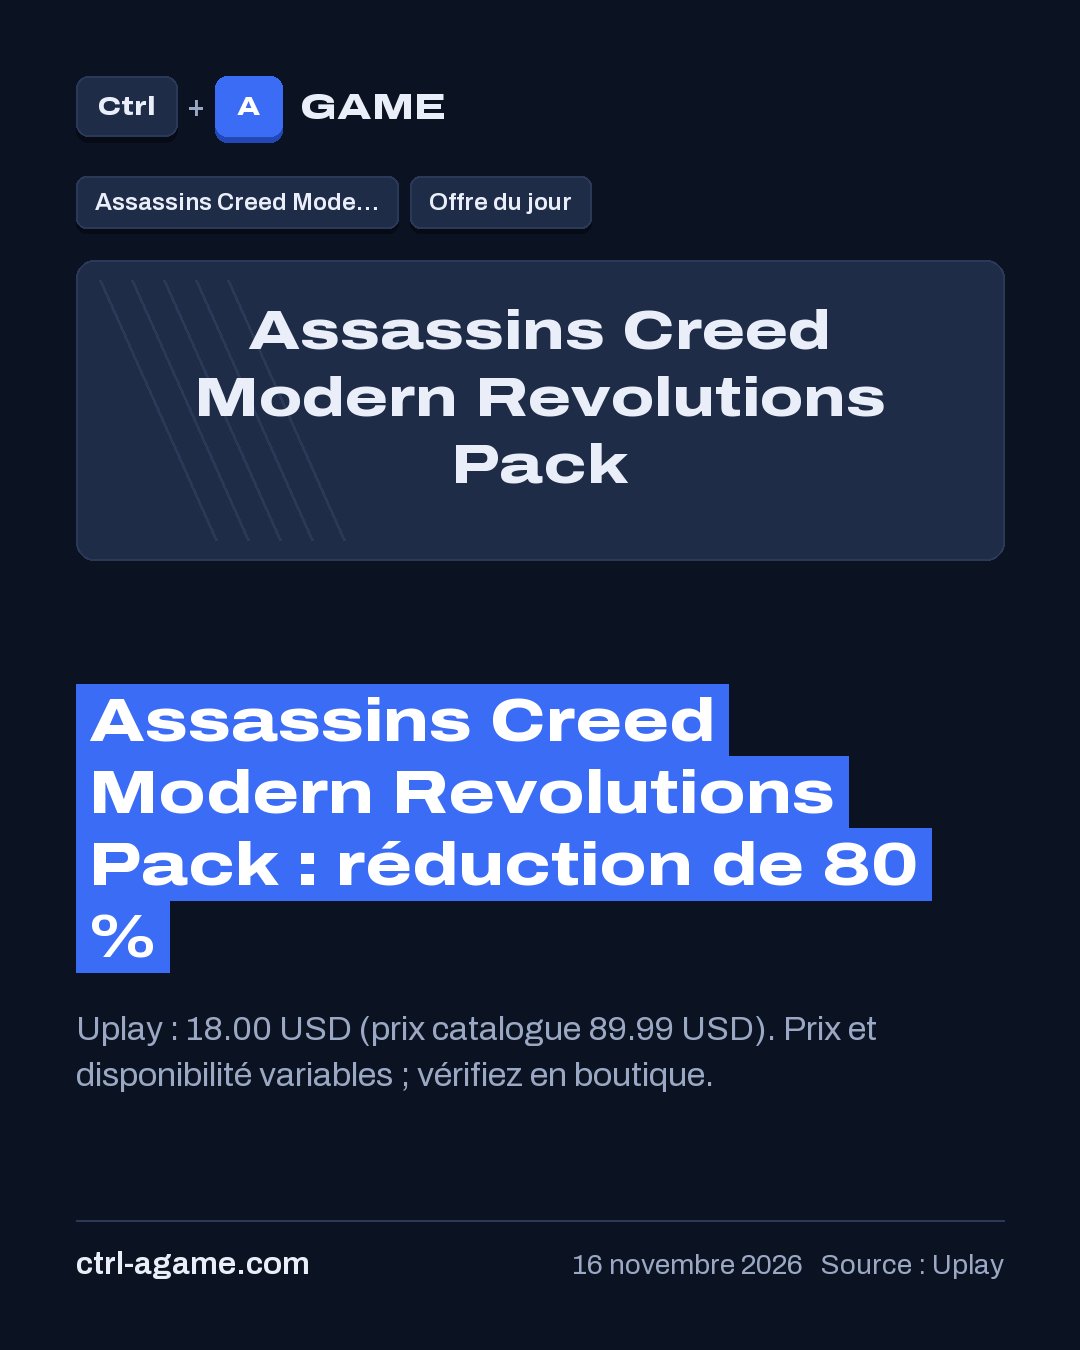 Ctrl + A GAME
Assassins Creed Mode... Offre du jour
Assassins Creed
Modern Revolutions
Pack
Assassins Creed
Modern Revolutions
Pack : réduction de 80
%
Uplay : 18.00 USD (prix catalogue 89.99 USD). Prix et
disponibilité variables ; vérifiez en boutique.
ctrl-agame.com 16 novembre 2026 Source : Uplay